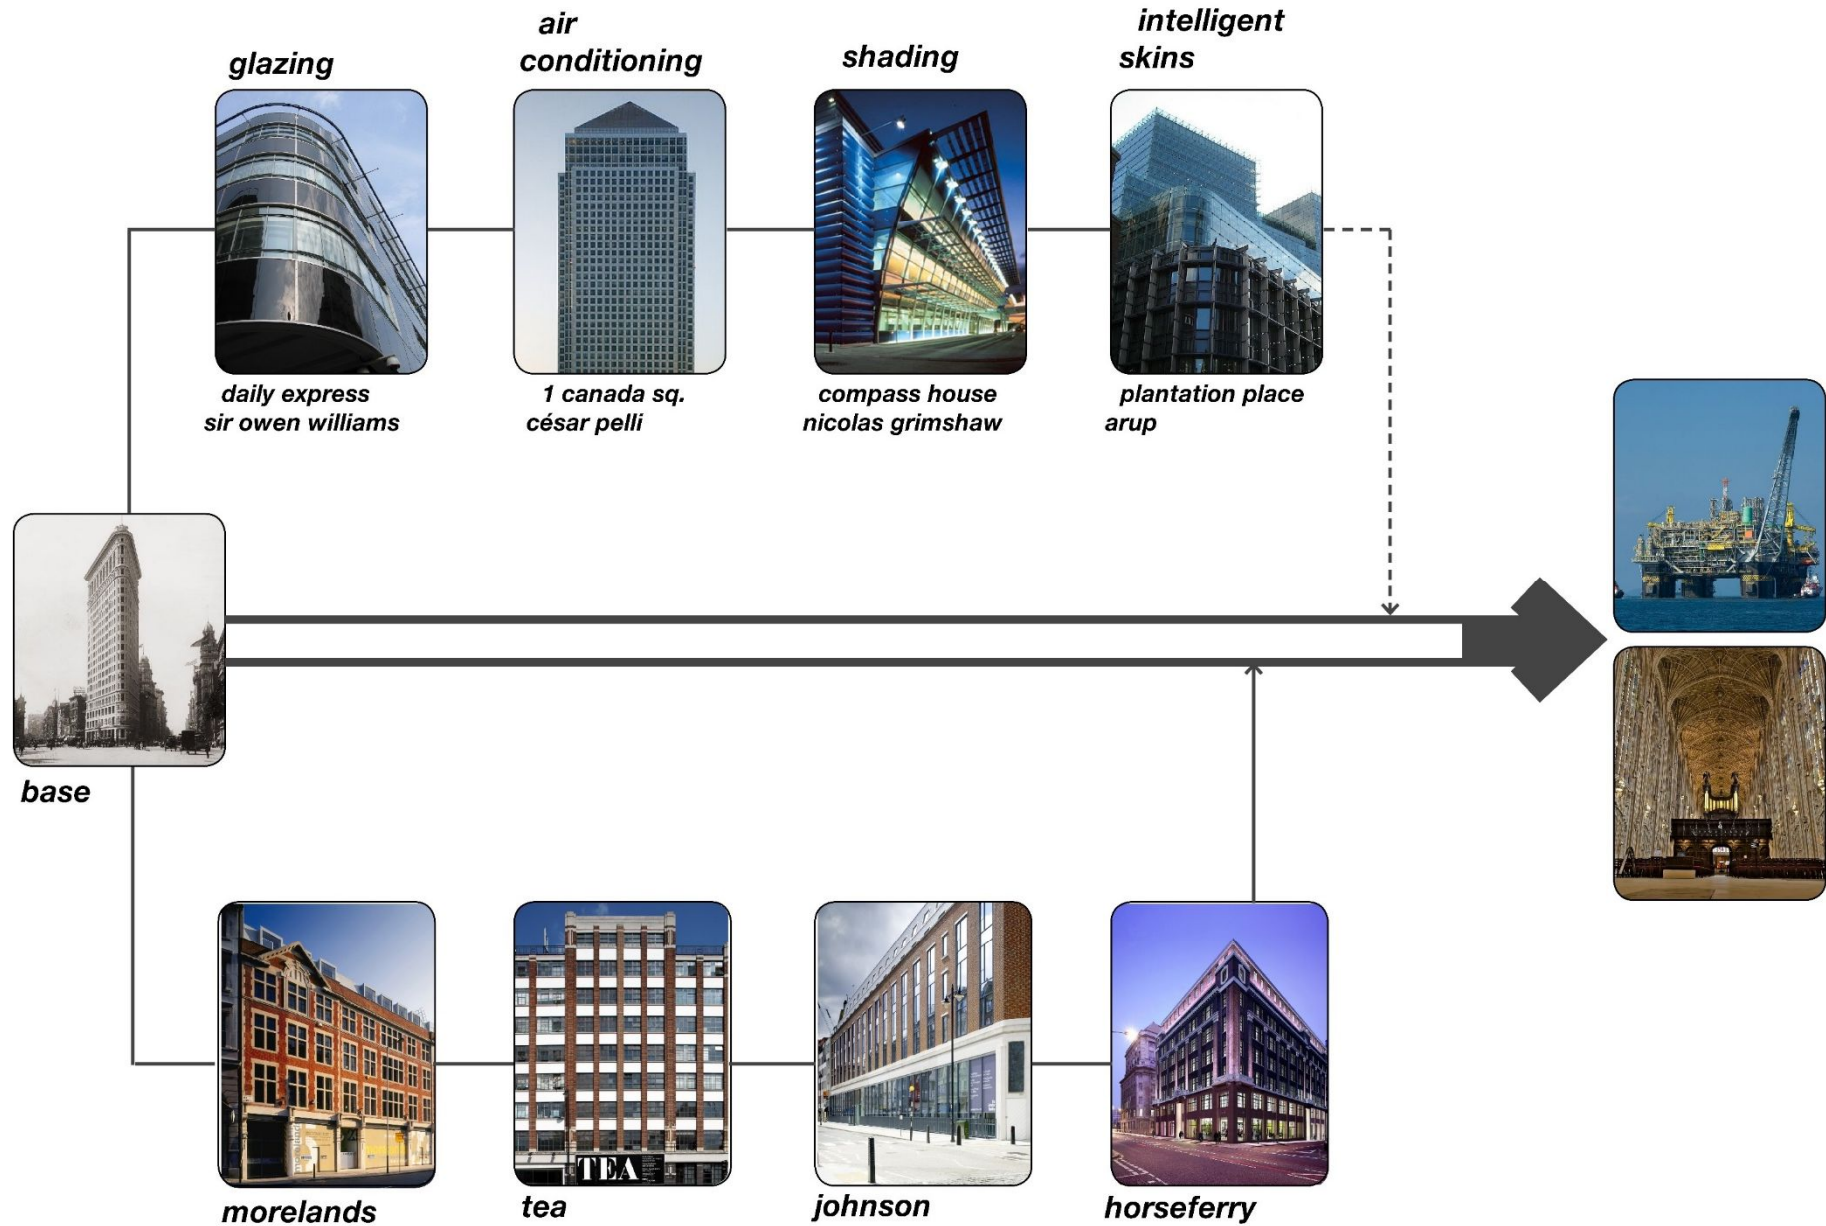 glazing
air
conditioning
shading
intelligent
skins
daily express
sir owen williams
1 canada sq.
césar pelli
compass house
nicolas grimshaw
plantation place
arup
base
TEA
morelands
tea
johnson
horseferry